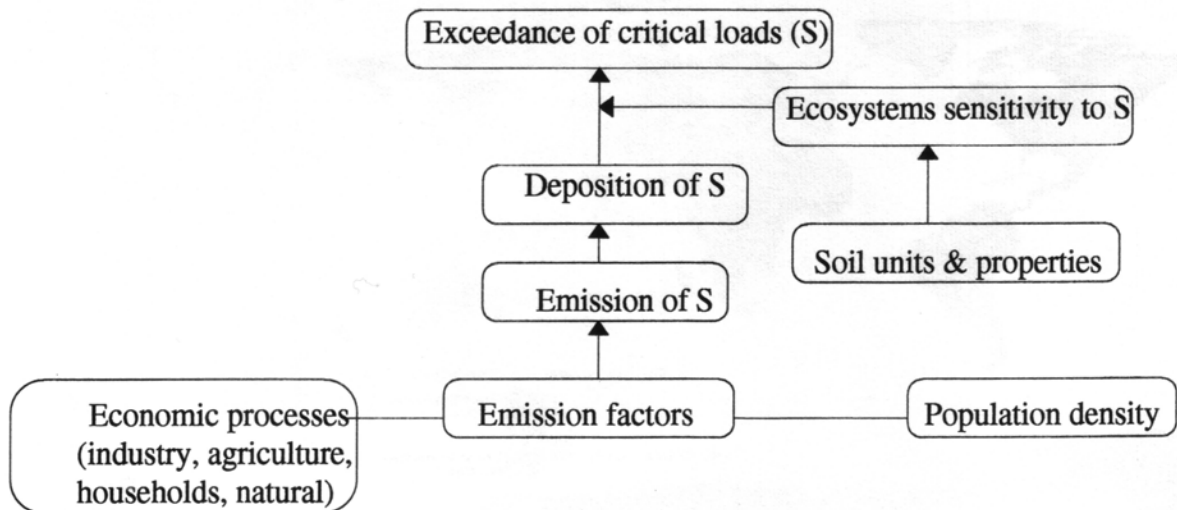 Exceedance of critical loads (S)
Ecosystems sensitivity to S
Deposition of S
Soil units & properties
Emission of S
Economic processes
(industry, agriculture,
households, natural)
Emission factors
Population density